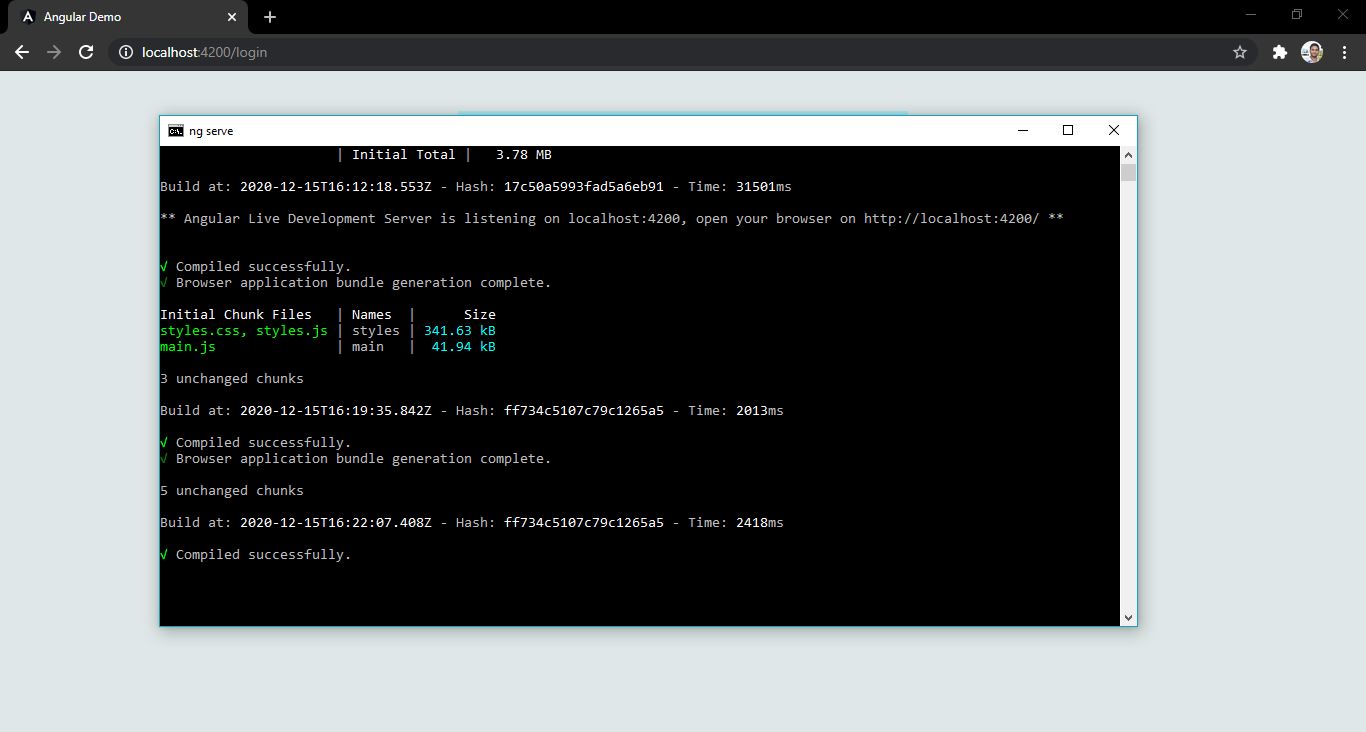 Angular Demo
localhost:4200/login
ng serve
| Initial Total | 3.78 MB
Build at: 2020-12-15T16:12:18.553Z - Hash: 17c50a5993fad5a6eb91 - Time: 31501ms
** Angular Live Development Server is listening on localhost:4200, open your browser on http://localhost:4200/ **
√ Compiled successfully.
√ Browser application bundle generation complete.
Initial Chunk Files | Names | Size
styles.css, styles.js | styles | 341.63 kB
main.js | main | 41.94 kB
3 unchanged chunks
Build at: 2020-12-15T16:19:35.842Z - Hash: ff734c5107c79c1265a5 - Time: 2013ms
√ Compiled successfully.
√ Browser application bundle generation complete.
5 unchanged chunks
Build at: 2020-12-15T16:22:07.408Z - Hash: ff734c5107c79c1265a5 - Time: 2418ms
√ Compiled successfully.